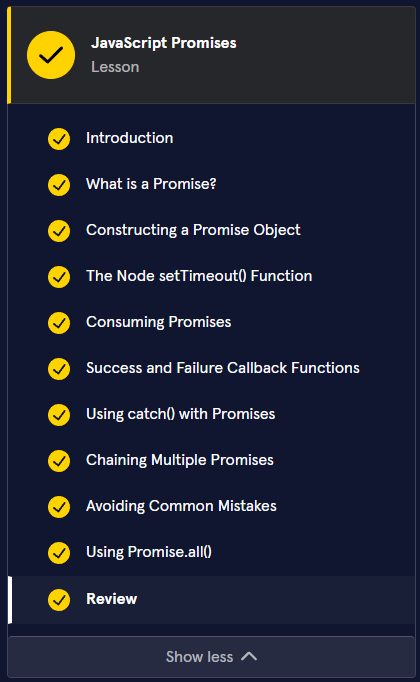 JavaScript Promises
Lesson
Introduction
What is a Promise?
Constructing a Promise Object
The Node setTimeout() Function
Consuming Promises
Success and Failure Callback Functions
Using catch() with Promises
Chaining Multiple Promises
Avoiding Common Mistakes
Using Promise.all()
Review
Show less